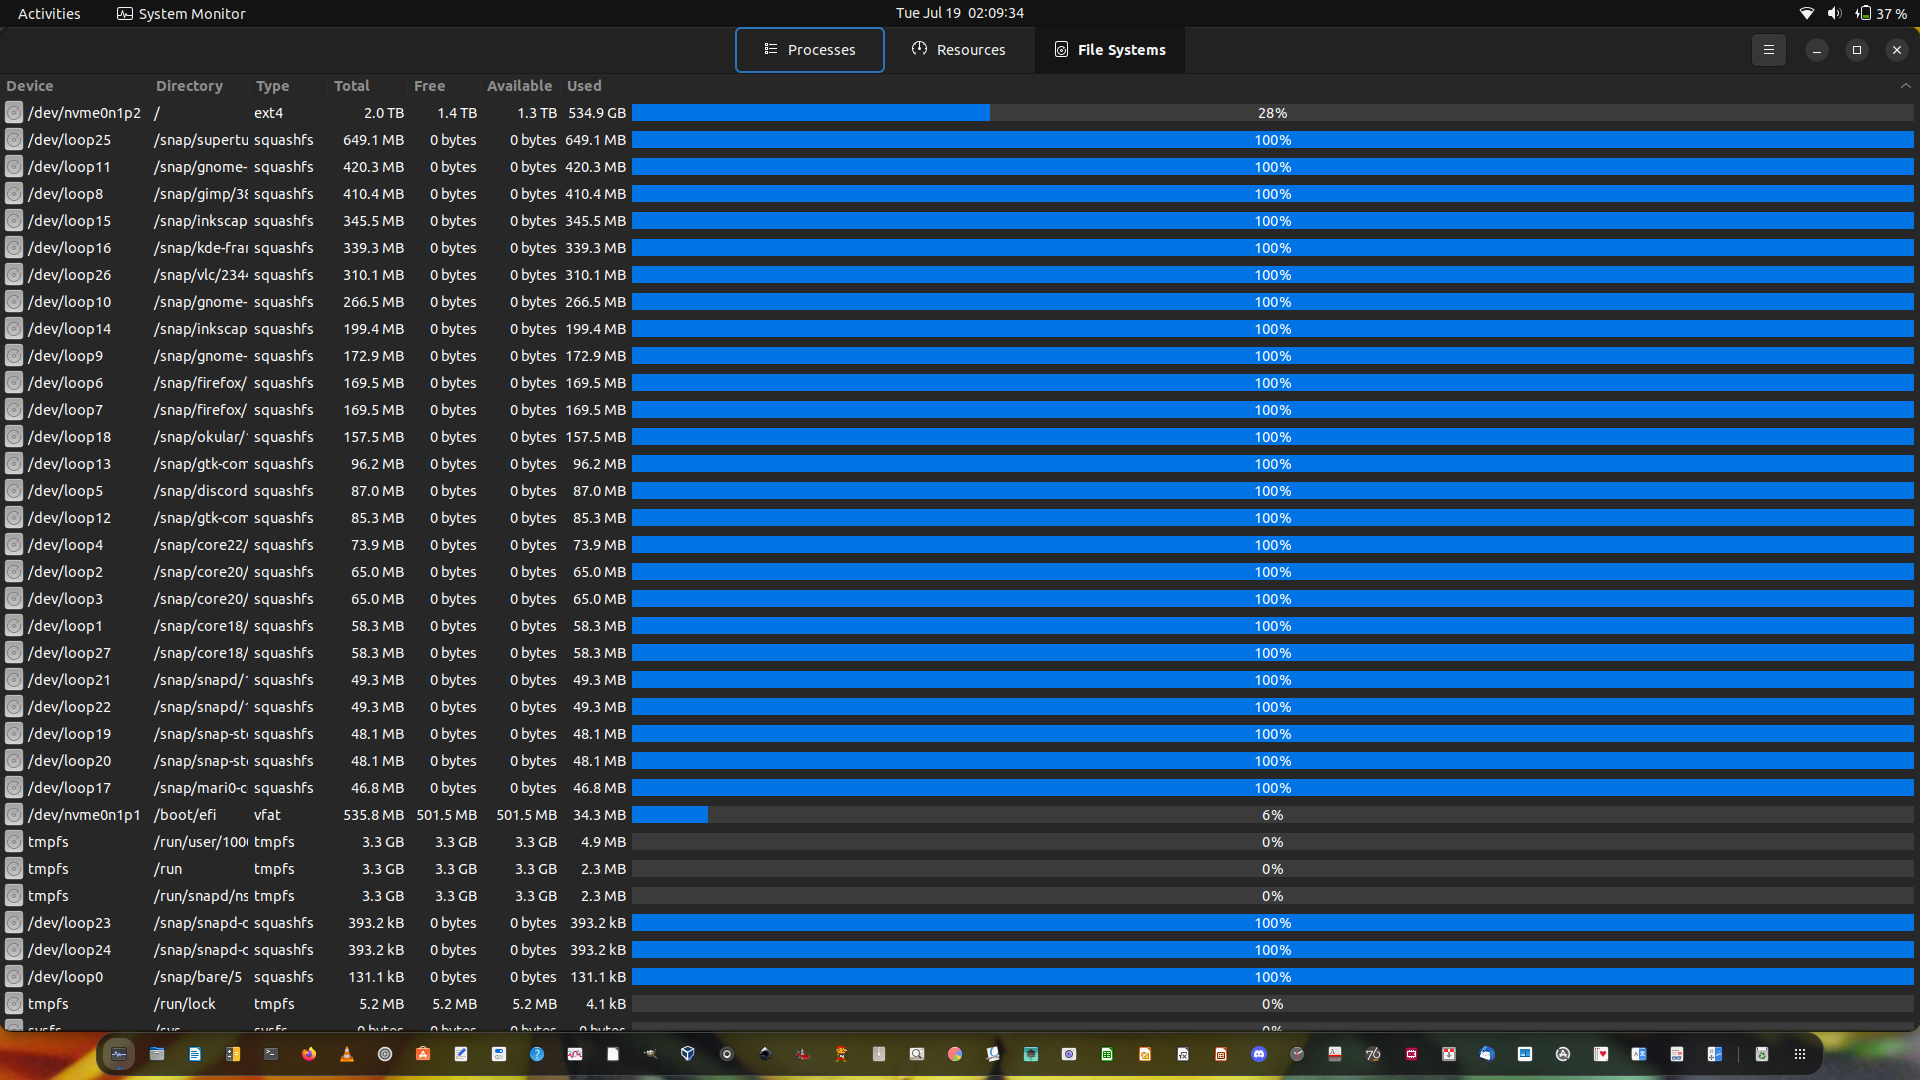 Activities System Monitor Tue Jul 19 02:09:34 37 %
Processes Resources File Systems
Device Directory Type Total Free Available Used
/dev/nvme0n1p2 / ext4 2.0 TB 1.4 TB 1.3 TB 534.9 GB 28%
/dev/loop25 /snap/supertu squashfs 649.1 MB 0 bytes 0 bytes 649.1 MB 100%
/dev/loop11 /snap/gnome- squashfs 420.3 MB 0 bytes 0 bytes 420.3 MB 100%
/dev/loop8 /snap/gimp/38 squashfs 410.4 MB 0 bytes 0 bytes 410.4 MB 100%
/dev/loop15 /snap/inkscap squashfs 345.5 MB 0 bytes 0 bytes 345.5 MB 100%
/dev/loop16 /snap/kde-fra squashfs 339.3 MB 0 bytes 0 bytes 339.3 MB 100%
/dev/loop26 /snap/vlc/234 squashfs 310.1 MB 0 bytes 0 bytes 310.1 MB 100%
/dev/loop10 /snap/gnome- squashfs 266.5 MB 0 bytes 0 bytes 266.5 MB 100%
/dev/loop14 /snap/inkscap squashfs 199.4 MB 0 bytes 0 bytes 199.4 MB 100%
/dev/loop9 /snap/gnome- squashfs 172.9 MB 0 bytes 0 bytes 172.9 MB 100%
/dev/loop6 /snap/firefox/ squashfs 169.5 MB 0 bytes 0 bytes 169.5 MB 100%
/dev/loop7 /snap/firefox/ squashfs 169.5 MB 0 bytes 0 bytes 169.5 MB 100%
/dev/loop18 /snap/okular/ squashfs 157.5 MB 0 bytes 0 bytes 157.5 MB 100%
/dev/loop13 /snap/gtk-com squashfs 96.2 MB 0 bytes 0 bytes 96.2 MB 100%
/dev/loop5 /snap/discord squashfs 87.0 MB 0 bytes 0 bytes 87.0 MB 100%
/dev/loop12 /snap/gtk-com squashfs 85.3 MB 0 bytes 0 bytes 85.3 MB 100%
/dev/loop4 /snap/core22/ squashfs 73.9 MB 0 bytes 0 bytes 73.9 MB 100%
/dev/loop2 /snap/core20/ squashfs 65.0 MB 0 bytes 0 bytes 65.0 MB 100%
/dev/loop3 /snap/core20/ squashfs 65.0 MB 0 bytes 0 bytes 65.0 MB 100%
/dev/loop1 /snap/core18/ squashfs 58.3 MB 0 bytes 0 bytes 58.3 MB 100%
/dev/loop27 /snap/core18/ squashfs 58.3 MB 0 bytes 0 bytes 58.3 MB 100%
/dev/loop21 /snap/snapd/ squashfs 49.3 MB 0 bytes 0 bytes 49.3 MB 100%
/dev/loop22 /snap/snapd/ squashfs 49.3 MB 0 bytes 0 bytes 49.3 MB 100%
/dev/loop19 /snap/snap-st squashfs 48.1 MB 0 bytes 0 bytes 48.1 MB 100%
/dev/loop20 /snap/snap-st squashfs 48.1 MB 0 bytes 0 bytes 48.1 MB 100%
/dev/loop17 /snap/mari0-c squashfs 46.8 MB 0 bytes 0 bytes 46.8 MB 100%
/dev/nvme0n1p1 /boot/efi vfat 535.8 MB 501.5 MB 501.5 MB 34.3 MB 6%
tmpfs /run/user/100 tmpfs 3.3 GB 3.3 GB 3.3 GB 4.9 MB 0%
tmpfs /run tmpfs 3.3 GB 3.3 GB 3.3 GB 2.3 MB 0%
tmpfs /run/snapd/ns tmpfs 3.3 GB 3.3 GB 3.3 GB 2.3 MB 0%
/dev/loop23 /snap/snapd-c squashfs 393.2 kB 0 bytes 0 bytes 393.2 kB 100%
/dev/loop24 /snap/snapd-c squashfs 393.2 kB 0 bytes 0 bytes 393.2 kB 100%
/dev/loop0 /snap/bare/5 squashfs 131.1 kB 0 bytes 0 bytes 131.1 kB 100%
tmpfs /run/lock tmpfs 5.2 MB 5.2 MB 5.2 MB 4.1 kB 0%
sysfs /sys sysfs 0 bytes 0 bytes 0 bytes 0 bytes 0%